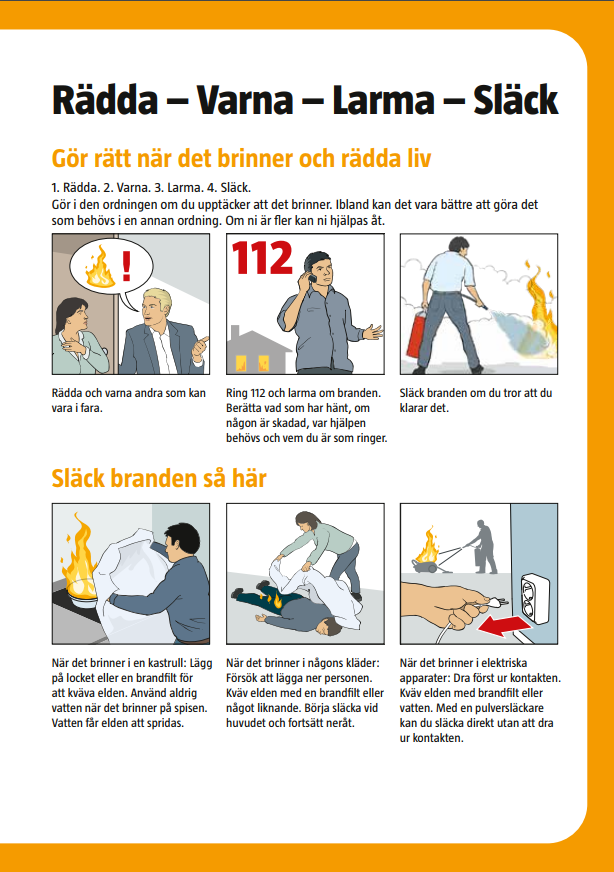 Rädda – Varna – Larma – Släck
Gör rätt när det brinner och rädda liv
1. Rädda. 2. Varna. 3. Larma. 4. Släck.
Gör i den ordningen om du upptäcker att det brinner. Ibland kan det vara bättre att göra det
som behövs i en annan ordning. Om ni är fler kan ni hjälpas åt.
!
112
Rädda och varna andra som kan
vara i fara.
Ring 112 och larma om branden.
Berätta vad som har hänt, om
någon är skadad, var hjälpen
behövs och vem du är som ringer.
Släck branden om du tror att du
klarar det.
Släck branden så här
När det brinner i en kastrull: Lägg
på locket eller en brandfilt för
att kväva elden. Använd aldrig
vatten när det brinner på spisen.
Vatten får elden att spridas.
När det brinner i någons kläder:
Försök att lägga ner personen.
Kväv elden med en brandfilt eller
något liknande. Börja släcka vid
huvudet och fortsätt neråt.
När det brinner i elektriska
apparater: Dra först ur kontakten.
Kväv elden med brandfilt eller
vatten. Med en pulversläckare
kan du släcka direkt utan att dra
ur kontakten.